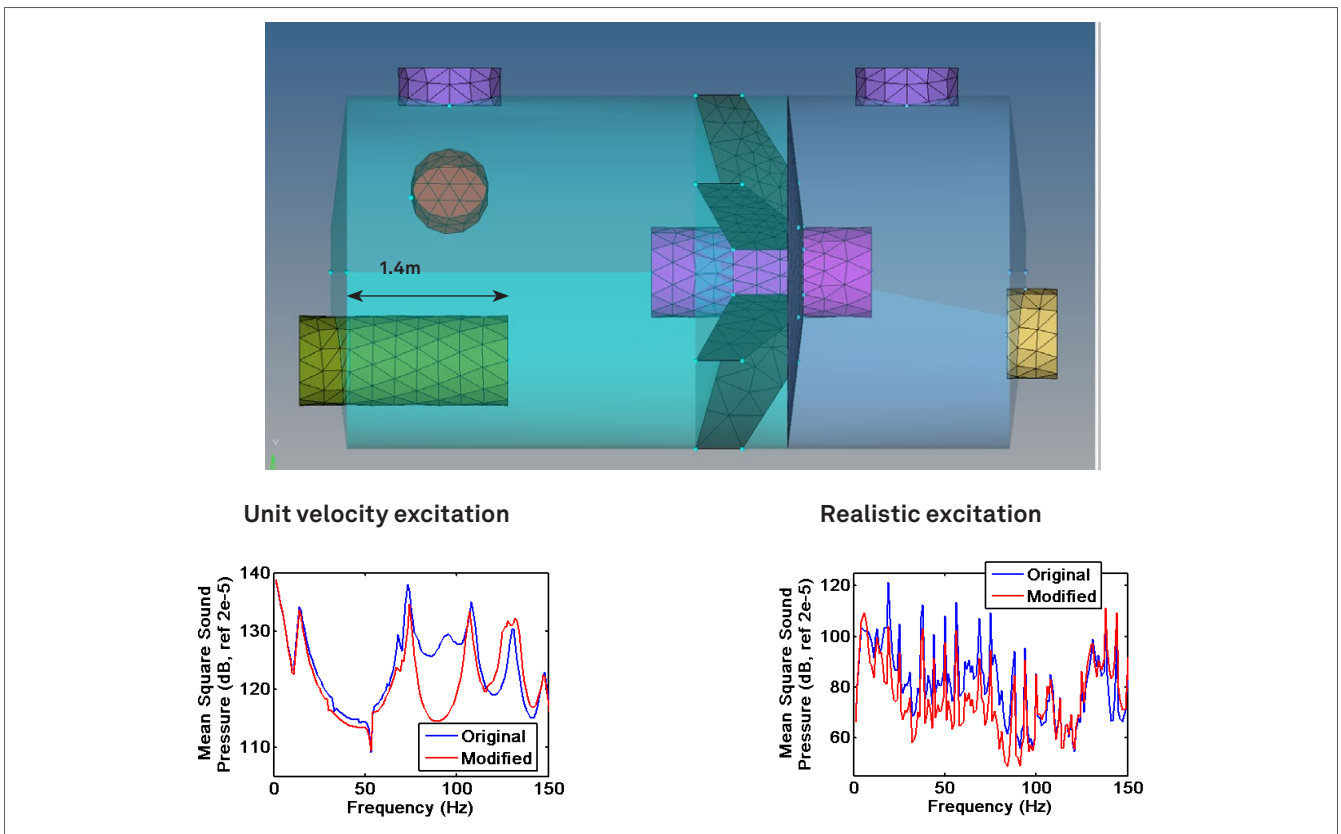 1.4m
Y
Unit velocity excitation
Realistic excitation
Mean Square Sound
Pressure (dB, ref 2e-5)
140
130
120
110
0
50
100
150
Frequency (Hz)
Original
Modified
Mean Square Sound
Pressure (dB, ref 2e-5)
120
100
80
60
0
50
100
150
Frequency (Hz)
Original
Modified